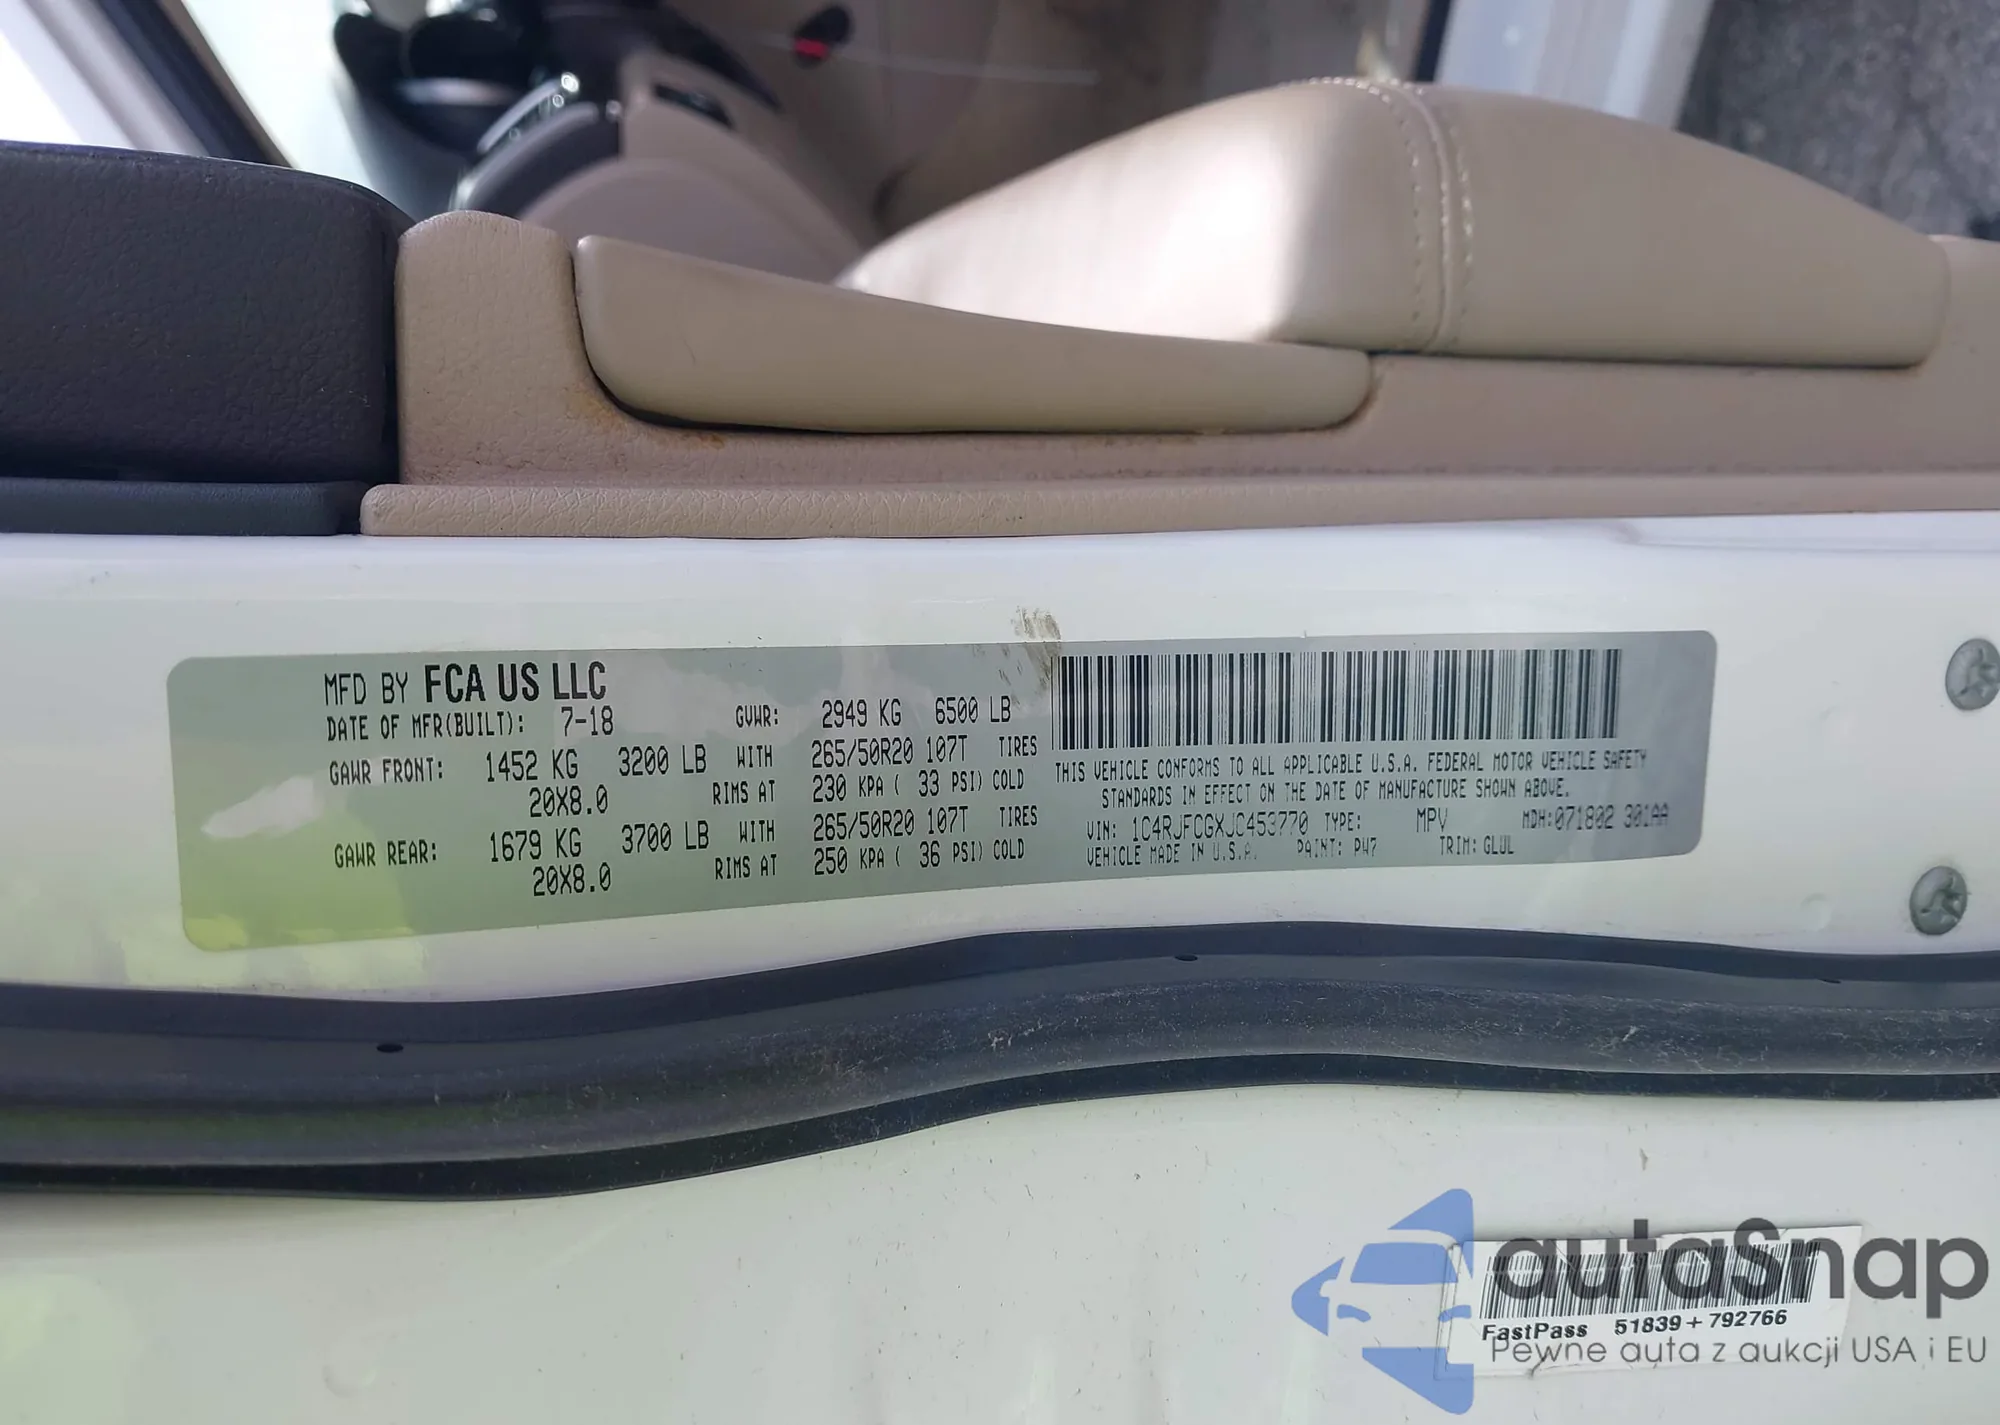 MFD BY FCA US LLC
DATE OF MFR(BUILT): 7-18 GVWR: 2949 KG 6500 LB
GAWR FRONT: 1452 KG 3200 LB WITH 265/50R20 107T TIRES
20X8.0 RIMS AT 230 KPA ( 33 PSI) COLD
GAWR REAR: 1679 KG 3700 LB WITH 265/50R20 107T TIRES
20X8.0 RIMS AT 250 KPA ( 36 PSI) COLD
THIS VEHICLE CONFORMS TO ALL APPLICABLE U.S.A. FEDERAL MOTOR VEHICLE SAFETY
STANDARDS IN EFFECT ON THE DATE OF MANUFACTURE SHOWN ABOVE.
VIN: 1C4RJFCGXJC453770 TYPE: MPV MDH:071802 301AA
VEHICLE MADE IN U.S.A. PAINT: PW7 TRIM: GLUL
autaSnap
FastPass 51839+792766
Pewne auta z aukcji USA i EU